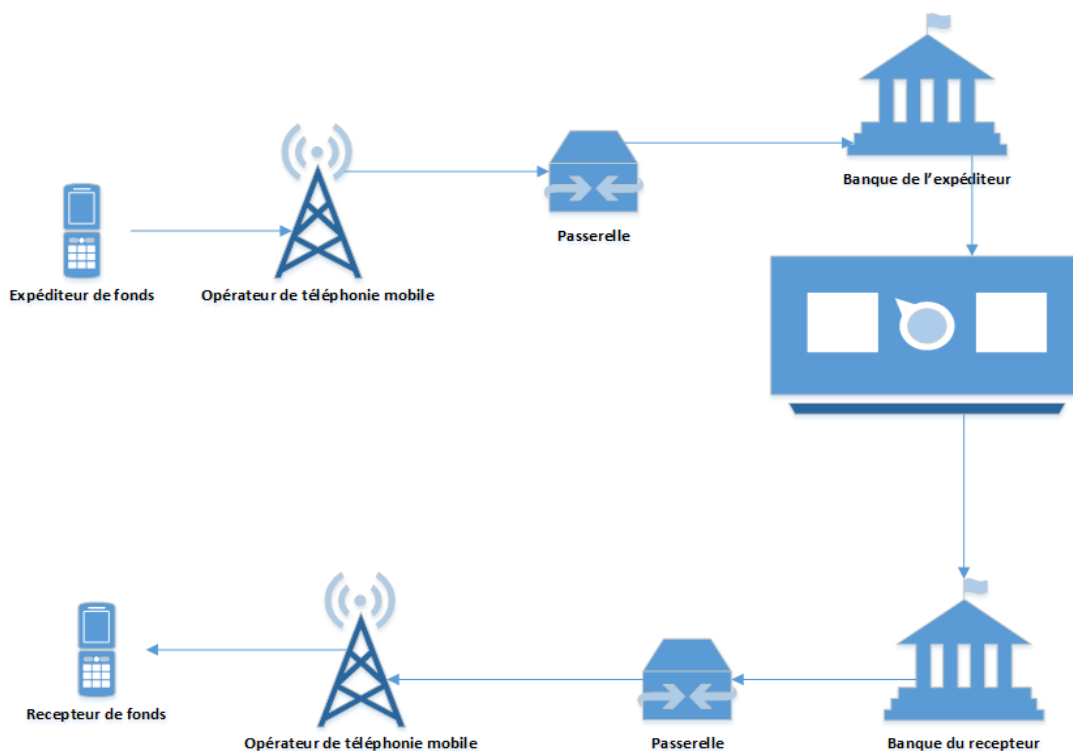 Banque de l'expéditeur
Passerelle
Expéditeur de fonds
Opérateur de téléphonie mobile
Recepteur de fonds
Opérateur de téléphonie mobile
Passerelle
Banque du recepteur